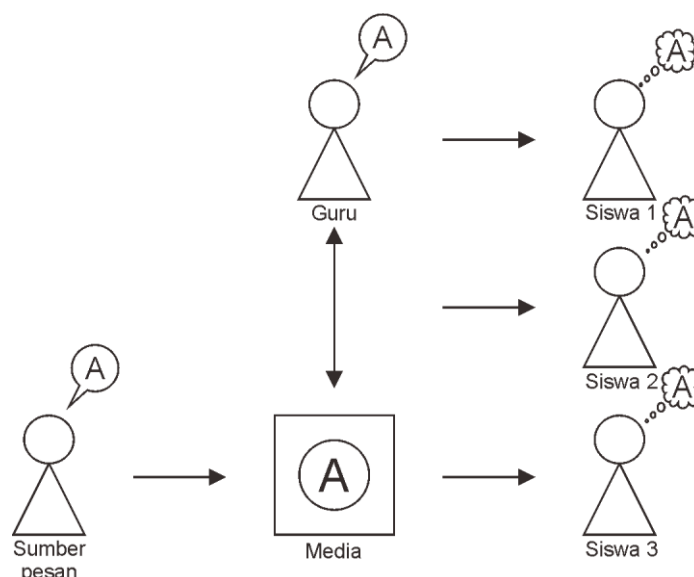 A
A
Guru
Siswa 1
A
A
Siswa 2
A
A
Sumber
pesan
Media
Siswa 3